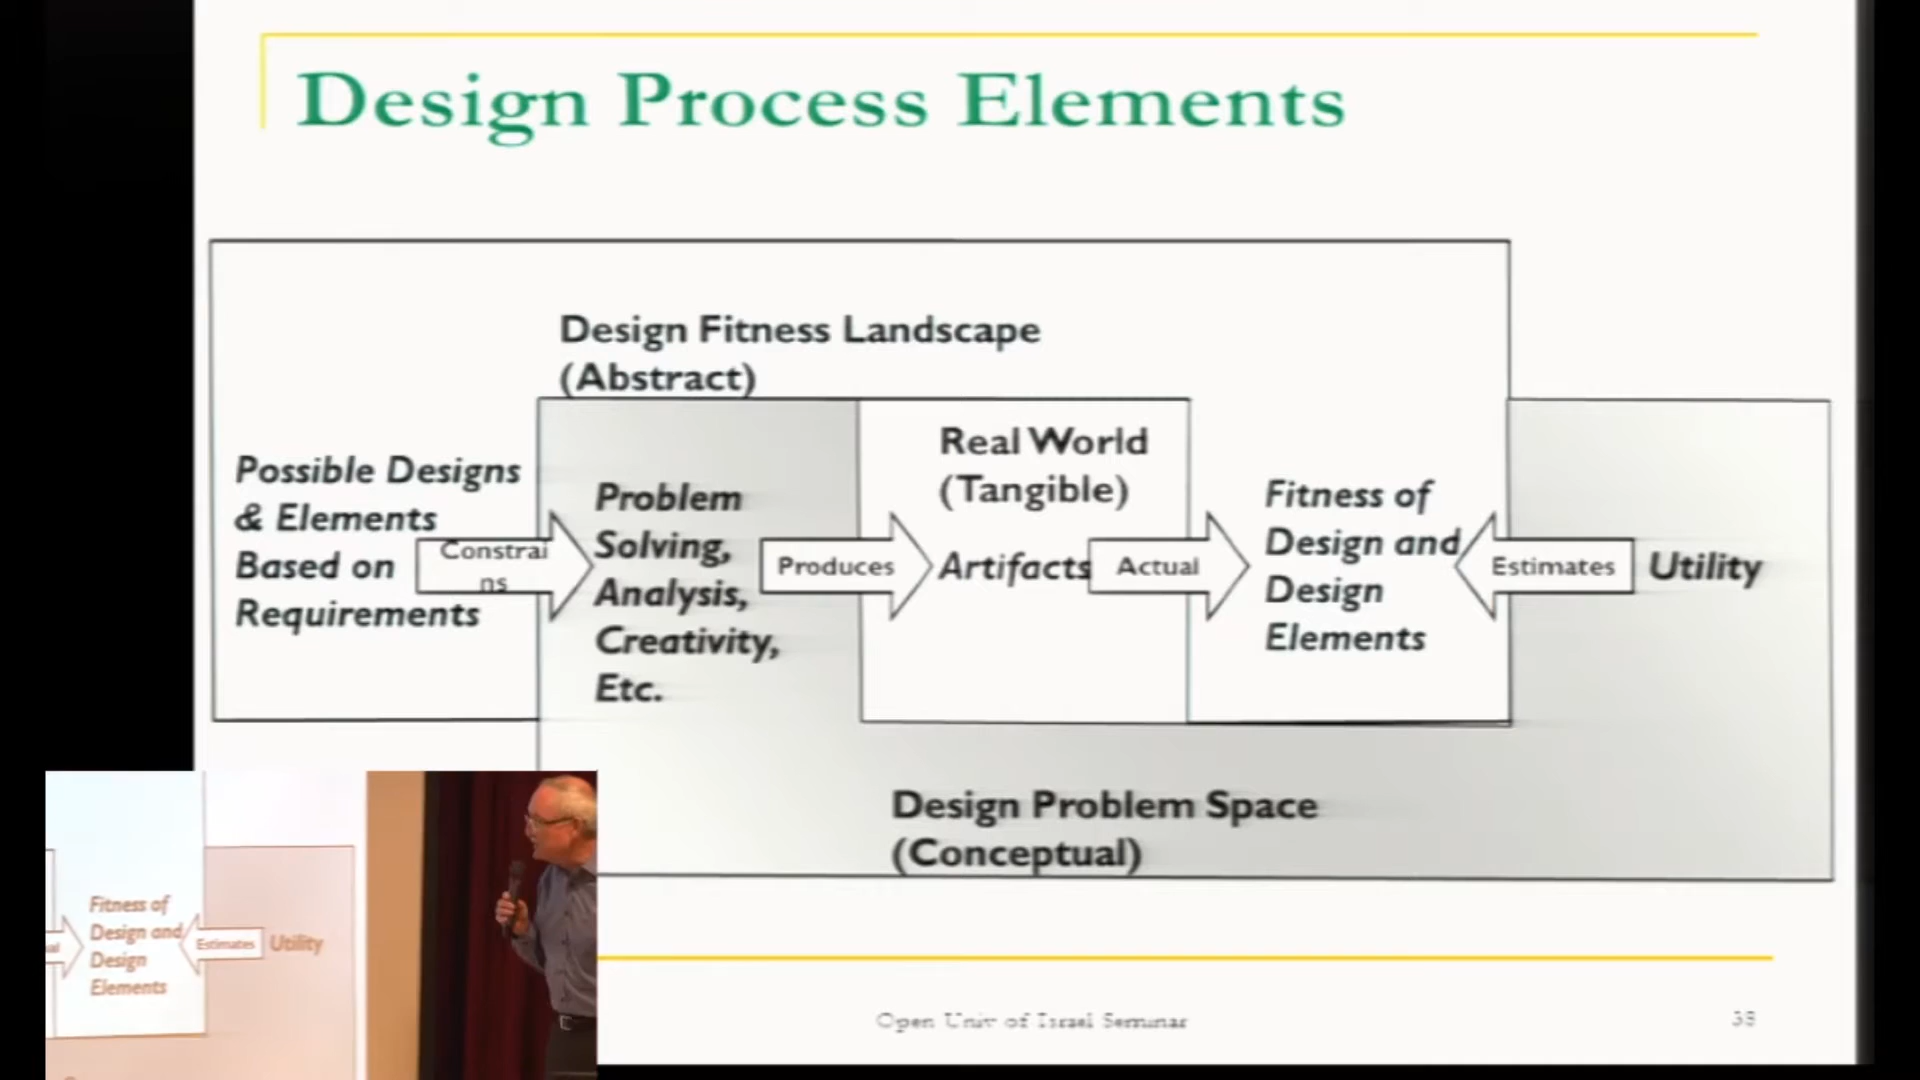 Design Process Elements
Design Fitness Landscape
(Abstract)
Possible Designs
& Elements
Based on
Requirements
Constrai
ns
Problem
Solving,
Analysis,
Creativity,
Etc.
Produces
Real World
(Tangible)
Artifacts
Actual
Fitness of
Design and
Design
Elements
Estimates
Utility
Design Problem Space
(Conceptual)
Fitness of
Design and
Design
Elements
Estimates
Utility
Open Univ of Israel Seminar